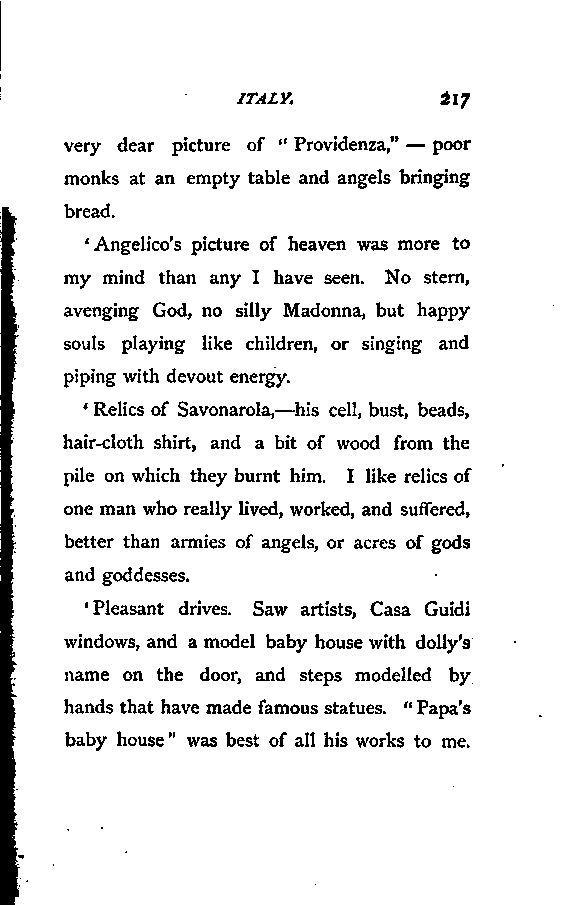 ITALY. 217
very dear picture of " Providenza," — poor
monks at an empty table and angels bringing
bread.
' Angelico's picture of heaven was more to
my mind than any I have seen. No stern,
avenging God, no silly Madonna, but happy
souls playing like children, or singing and
piping with devout energy.
' Relics of Savonarola,—his cell, bust, beads,
hair-cloth shirt, and a bit of wood from the
pile on which they burnt him. I like relics of
one man who really lived, worked, and suffered,
better than armies of angels, or acres of gods
and goddesses.
' Pleasant drives. Saw artists, Casa Guidi
windows, and a model baby house with dolly's
name on the door, and steps modelled by
hands that have made famous statues. " Papa's
baby house " was best of all his works to me.